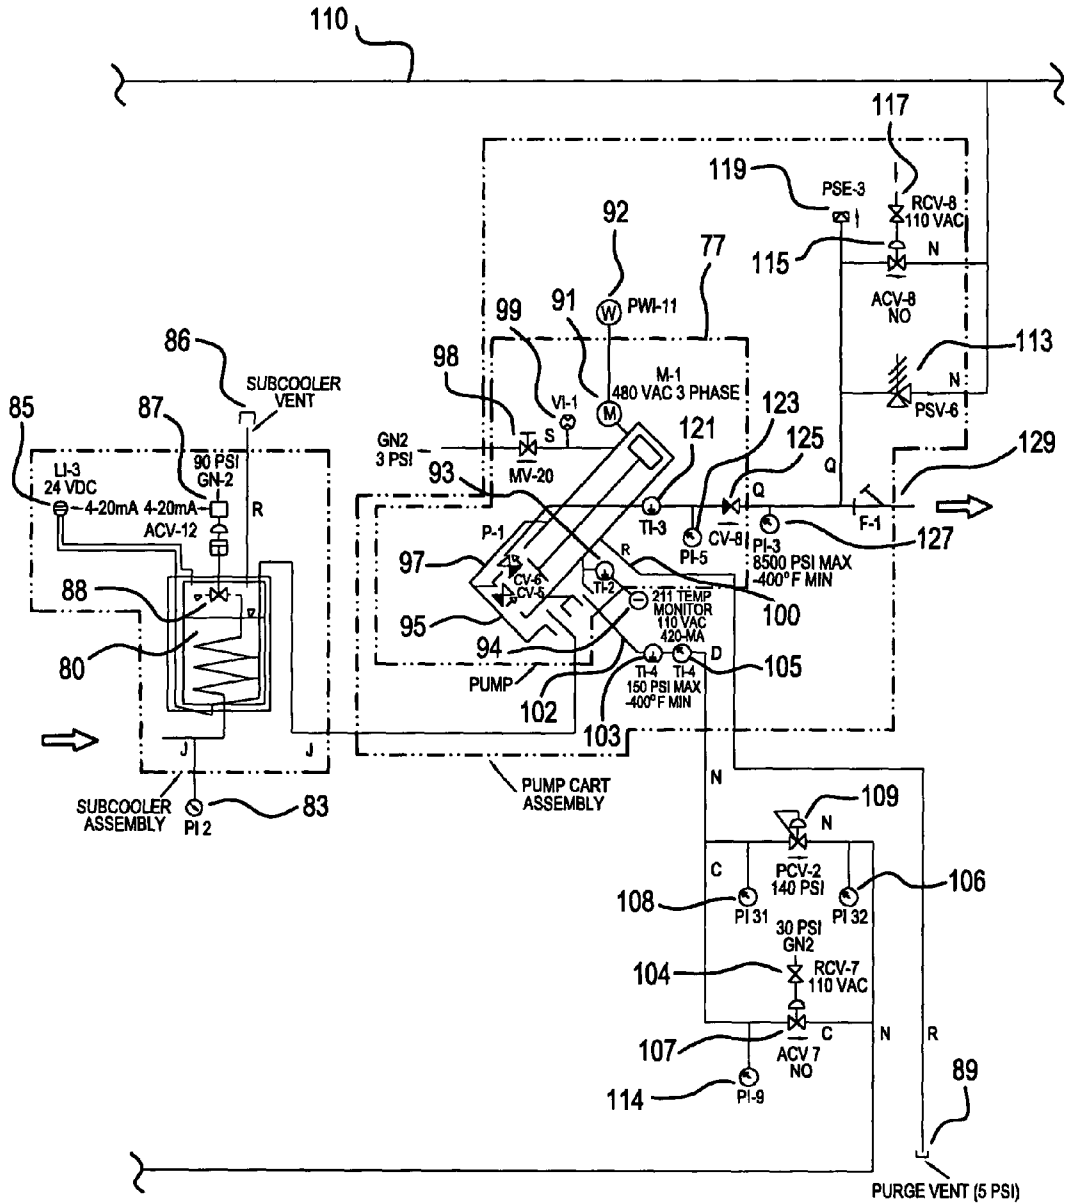 110
117
119
PSE-3
RCV-8
110 VAC
92
77
115
N
ACV-8
NO
91
PWI-11
99
86
98
M-1
480 VAC 3 PHASE
113
N
PSV-6
SUBCOOLER
VENT
85
87
W
M
VI-1
S
123
121
125
129
GN2
3 PSI
MV-20
LI-3
24 VDC
90 PSI
GN-2
93
Q
4-20mA
4-20mA
R
ACV-12
P-1
TI-3
Q
CV-8
F-1
PI-5
PI-3
8500 PSI MAX
-400°F MIN
127
97
R
CV-6
CV-5
TI-2
88
100
211 TEMP
MONITOR
110 VAC
420-MA
95
80
94
D
105
PUMP
102
TI-4
TI-4
150 PSI MAX
-400°F MIN
103
J
J
N
SUBCOOLER
ASSEMBLY
PI 2
83
PUMP CART
ASSEMBLY
109
N
C
PCV-2
140 PSI
106
108
PI 31
PI 32
30 PSI
GN2
104
RCV-7
110 VAC
107
C
N
R
ACV 7
NO
89
114
PI-9
PURGE VENT (5 PSI)